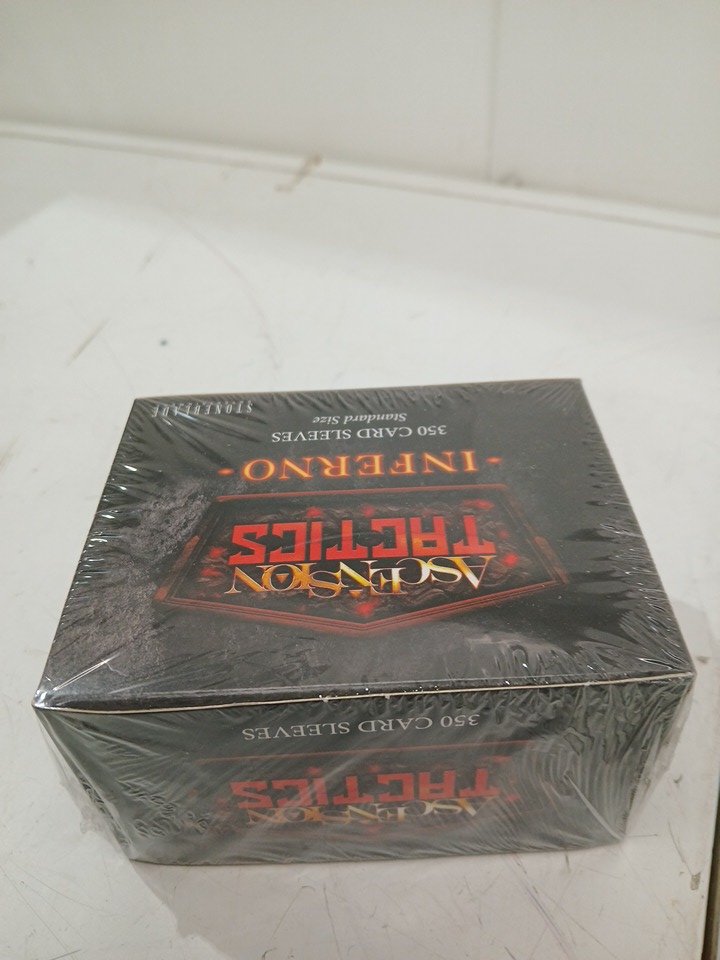 ASCENSION
TACTICS
· INFERNO ·
350 CARD SLEEVES
Standard Size
STONEBLADE
ASCENSION
TACTICS
350 CARD SLEEVES